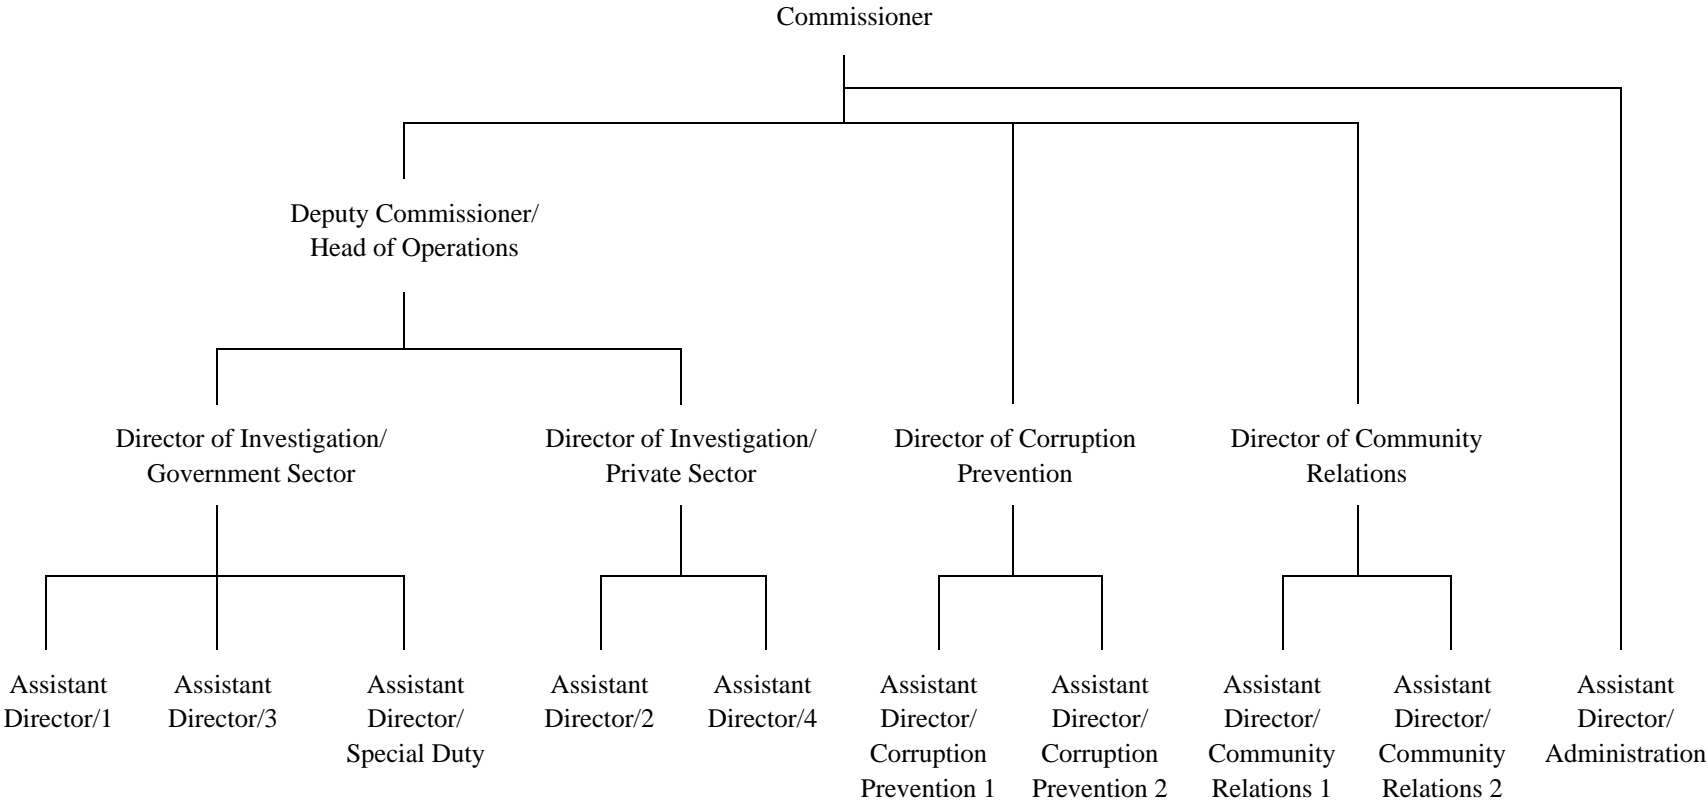 Commissioner
Deputy Commissioner/
Head of Operations
Director of Investigation/
Government Sector
Director of Investigation/
Private Sector
Director of Corruption
Prevention
Director of Community
Relations
Assistant
Director/1
Assistant
Director/3
Assistant
Director/
Special Duty
Assistant
Director/2
Assistant
Director/4
Assistant
Director/
Corruption
Prevention 1
Assistant
Director/
Corruption
Prevention 2
Assistant
Director/
Community
Relations 1
Assistant
Director/
Community
Relations 2
Assistant
Director/
Administration